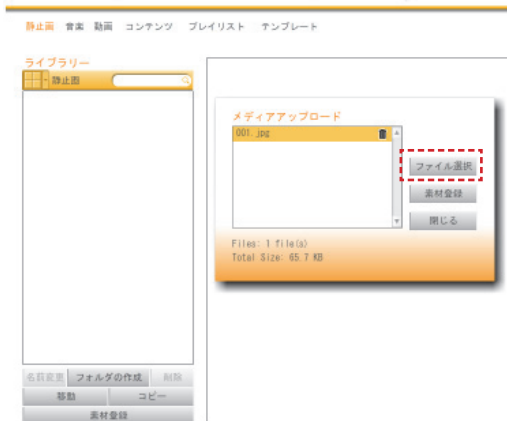 静止画 音楽 動画 コンテンツ プレイリスト テンプレート
ライブラリー
静止画
メディアアップロード
001.jpg
ファイル選択
素材登録
閉じる
Files: 1 file(s)
Total Size: 65.7 KB
名前変更 フォルダの作成 削除
移動 コピー
素材登録